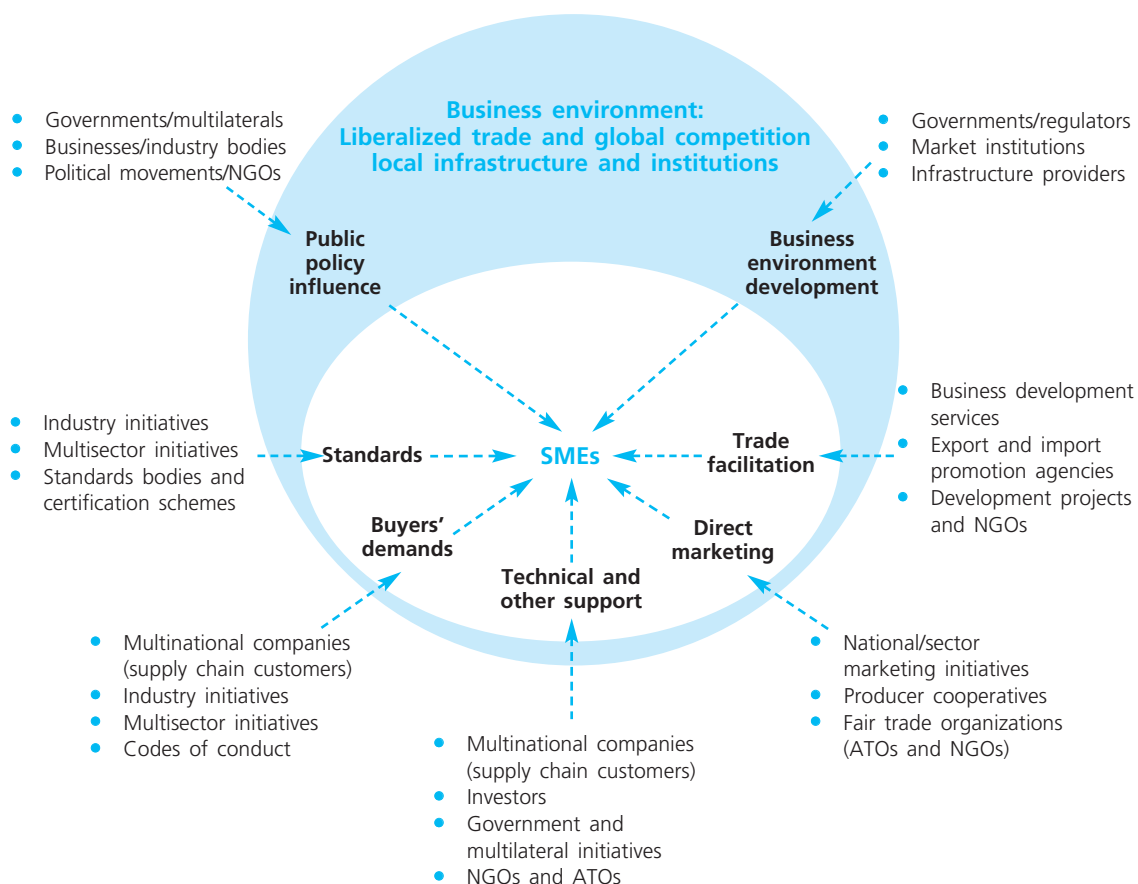 Business environment:
Liberalized trade and global competition
local infrastructure and institutions
• Governments/multilaterals
• Businesses/industry bodies
• Political movements/NGOs
• Governments/regulators
• Market institutions
• Infrastructure providers
Public
policy
influence
Business
environment
development
• Industry initiatives
• Multisector initiatives
• Standards bodies and
certification schemes
Standards
SMEs
Trade
facilitation
• Business development
services
• Export and import
promotion agencies
• Development projects
and NGOs
Buyers'
demands
Technical and
other support
Direct
marketing
• Multinational companies
(supply chain customers)
• Industry initiatives
• Multisector initiatives
• Codes of conduct
• Multinational companies
(supply chain customers)
• Investors
• Government and
multilateral initiatives
• NGOs and ATOs
• National/sector
marketing initiatives
• Producer cooperatives
• Fair trade organizations
(ATOs and NGOs)